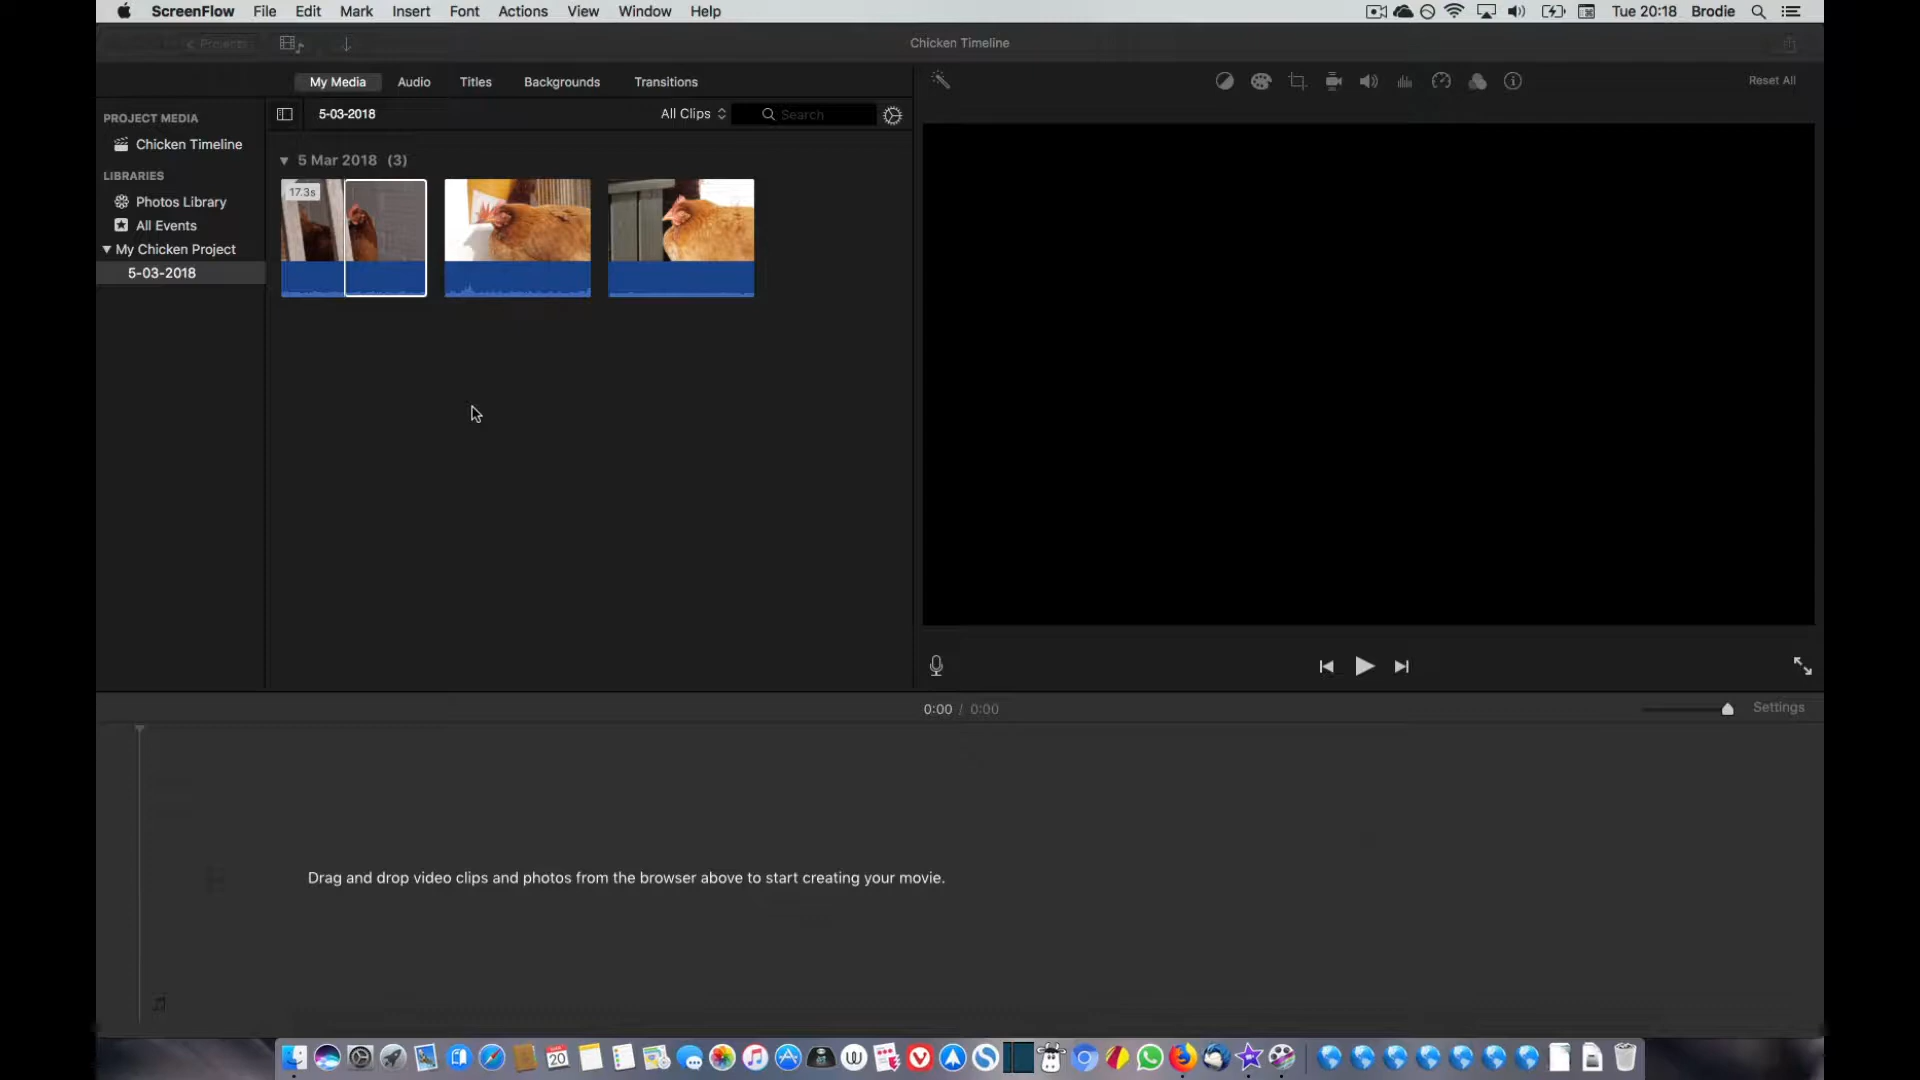 ScreenFlow File Edit Mark Insert Font Actions View Window Help Tue 20:18 Brodie
Projects Chicken Timeline
My Media Audio Titles Backgrounds Transitions Reset All
PROJECT MEDIA
Chicken Timeline
LIBRARIES
Photos Library
All Events
My Chicken Project
5-03-2018
5-03-2018 All Clips Search
5 Mar 2018 (3)
17.3s
0:00 / 0:00 Settings
Drag and drop video clips and photos from the browser above to start creating your movie.
20